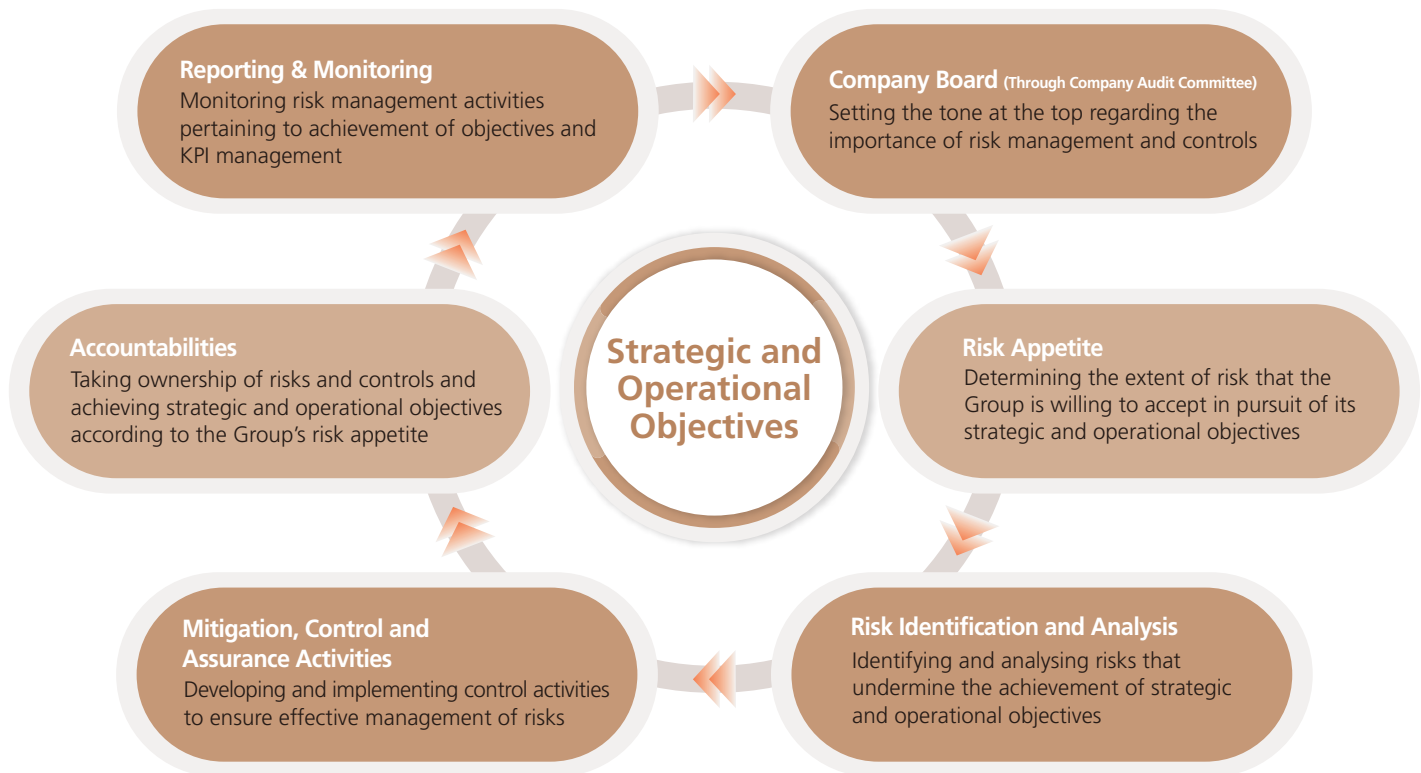 Reporting & Monitoring
Monitoring risk management activities
pertaining to achievement of objectives and
KPI management
Company Board (Through Company Audit Committee)
Setting the tone at the top regarding the
importance of risk management and controls
Accountabilities
Taking ownership of risks and controls and
achieving strategic and operational objectives
according to the Group’s risk appetite
Strategic and
Operational
Objectives
Risk Appetite
Determining the extent of risk that the
Group is willing to accept in pursuit of its
strategic and operational objectives
Mitigation, Control and
Assurance Activities
Developing and implementing control activities
to ensure effective management of risks
Risk Identification and Analysis
Identifying and analysing risks that
undermine the achievement of strategic
and operational objectives